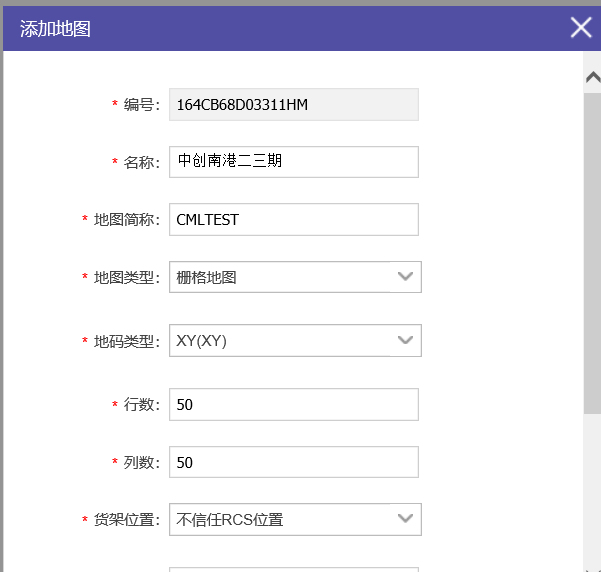 添加地图
* 编号: 164CB68D03311HM
* 名称: 中创南港二三期
* 地图简称: CMLTEST
* 地图类型: 栅格地图
* 地码类型: XY(XY)
* 行数: 50
* 列数: 50
* 货架位置: 不信任RCS位置